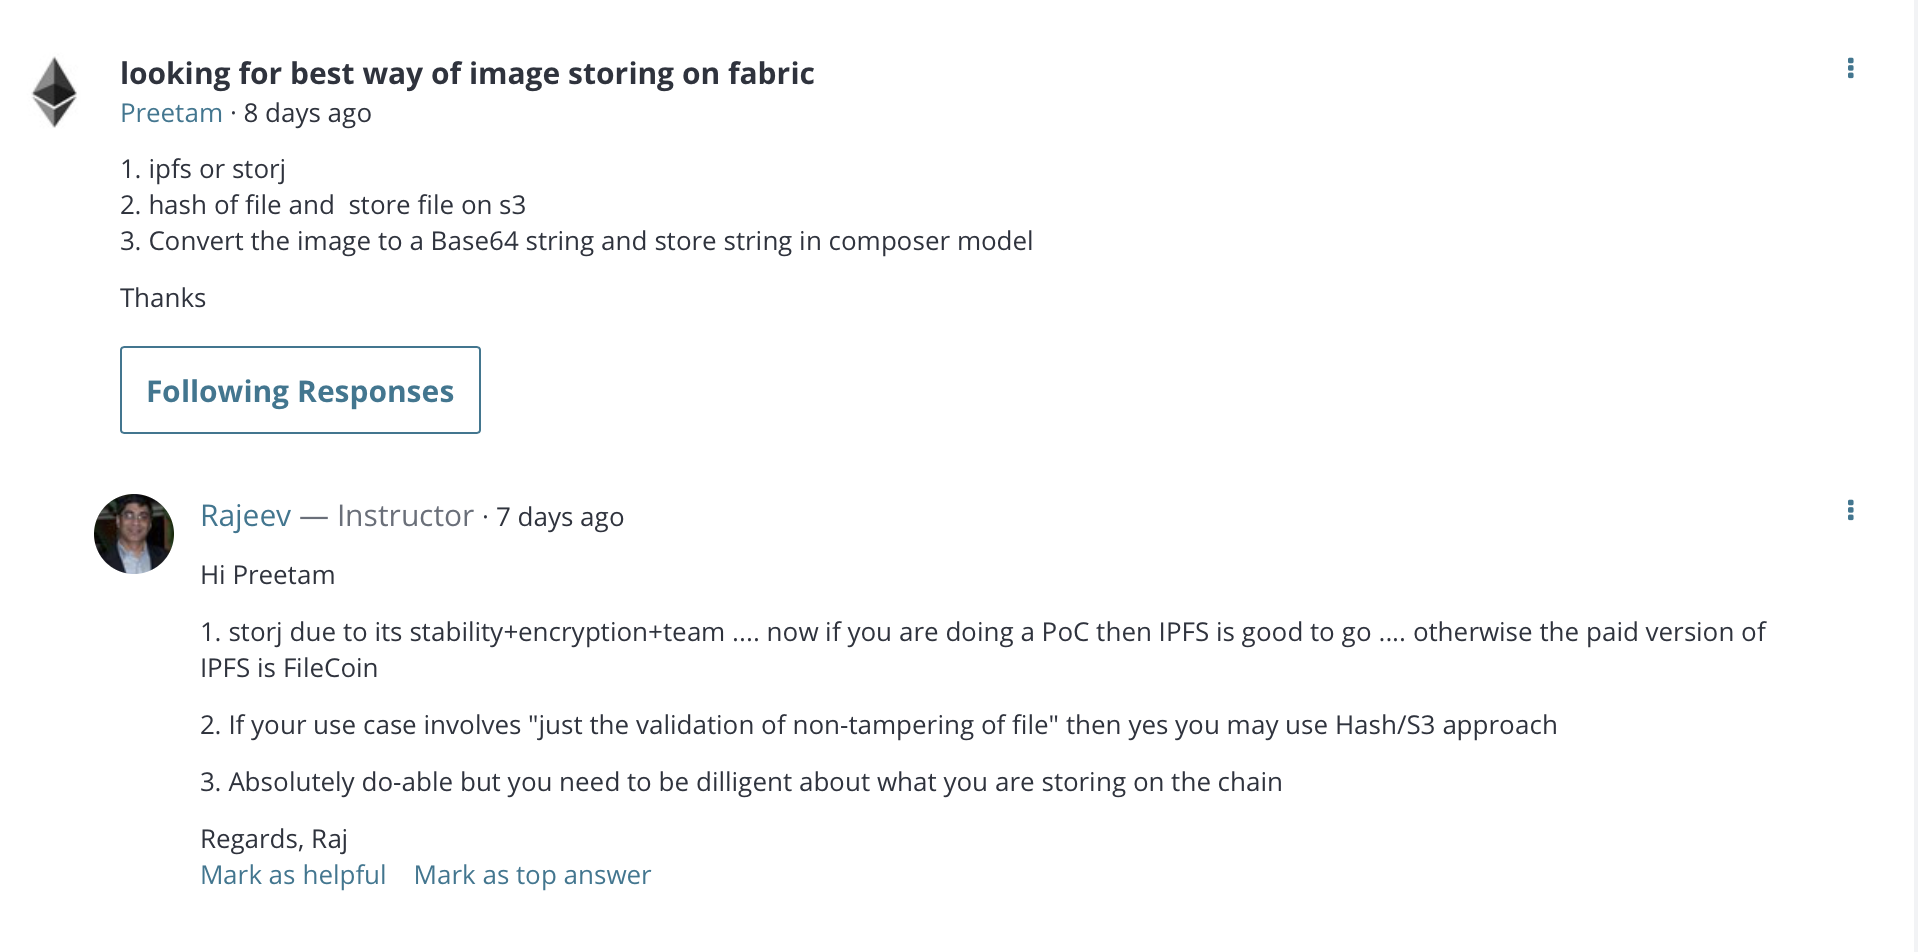 looking for best way of image storing on fabric
Preetam · 8 days ago
1. ipfs or storj
2. hash of file and  store file on s3
3. Convert the image to a Base64 string and store string in composer model
Thanks
Following Responses
Rajeev — Instructor · 7 days ago
Hi Preetam
1. storj due to its stability+encryption+team .... now if you are doing a PoC then IPFS is good to go .... otherwise the paid version of
IPFS is FileCoin
2. If your use case involves "just the validation of non-tampering of file" then yes you may use Hash/S3 approach
3. Absolutely do-able but you need to be dilligent about what you are storing on the chain
Regards, Raj
Mark as helpful    Mark as top answer